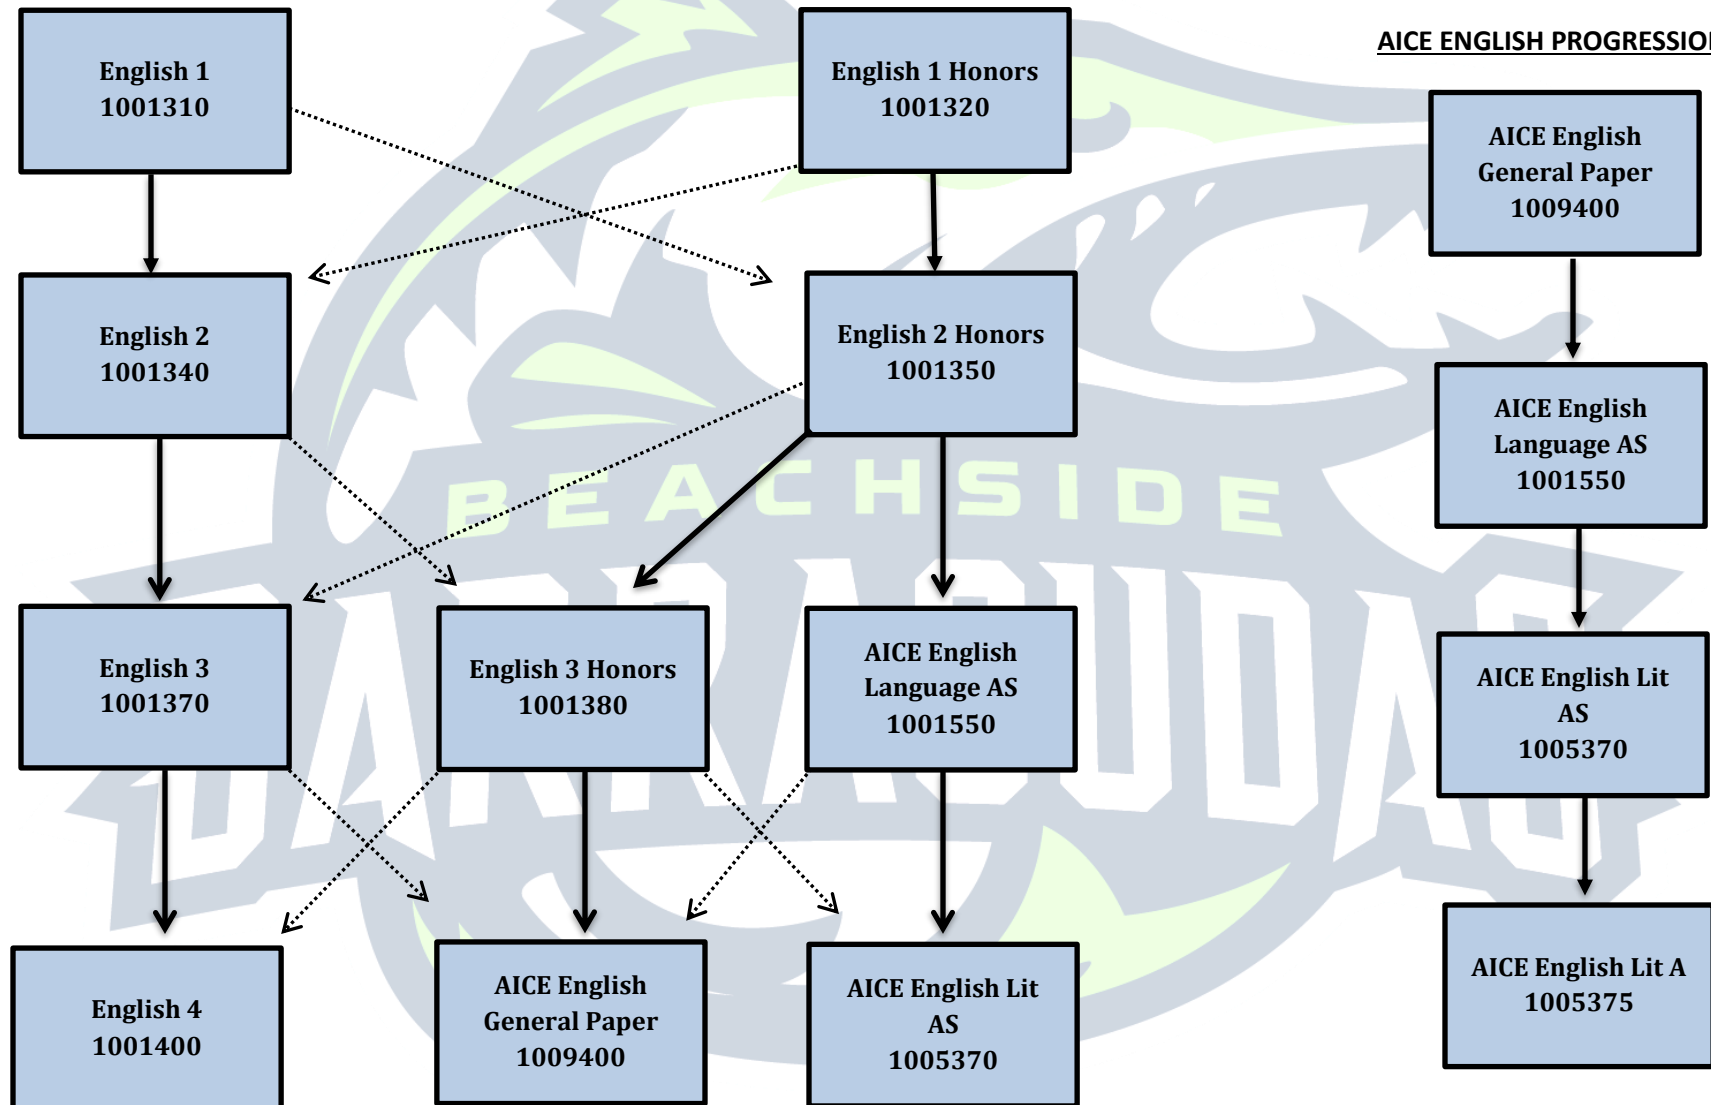 AICE ENGLISH PROGRESSION
English 1
1001310
English 1 Honors
1001320
AICE English
General Paper
1009400
English 2
1001340
English 2 Honors
1001350
AICE English
Language AS
1001550
BEACHSIDE
BARRACUDAS
English 3
1001370
English 3 Honors
1001380
AICE English
Language AS
1001550
AICE English Lit
AS
1005370
English 4
1001400
AICE English
General Paper
1009400
AICE English Lit
AS
1005370
AICE English Lit A
1005375